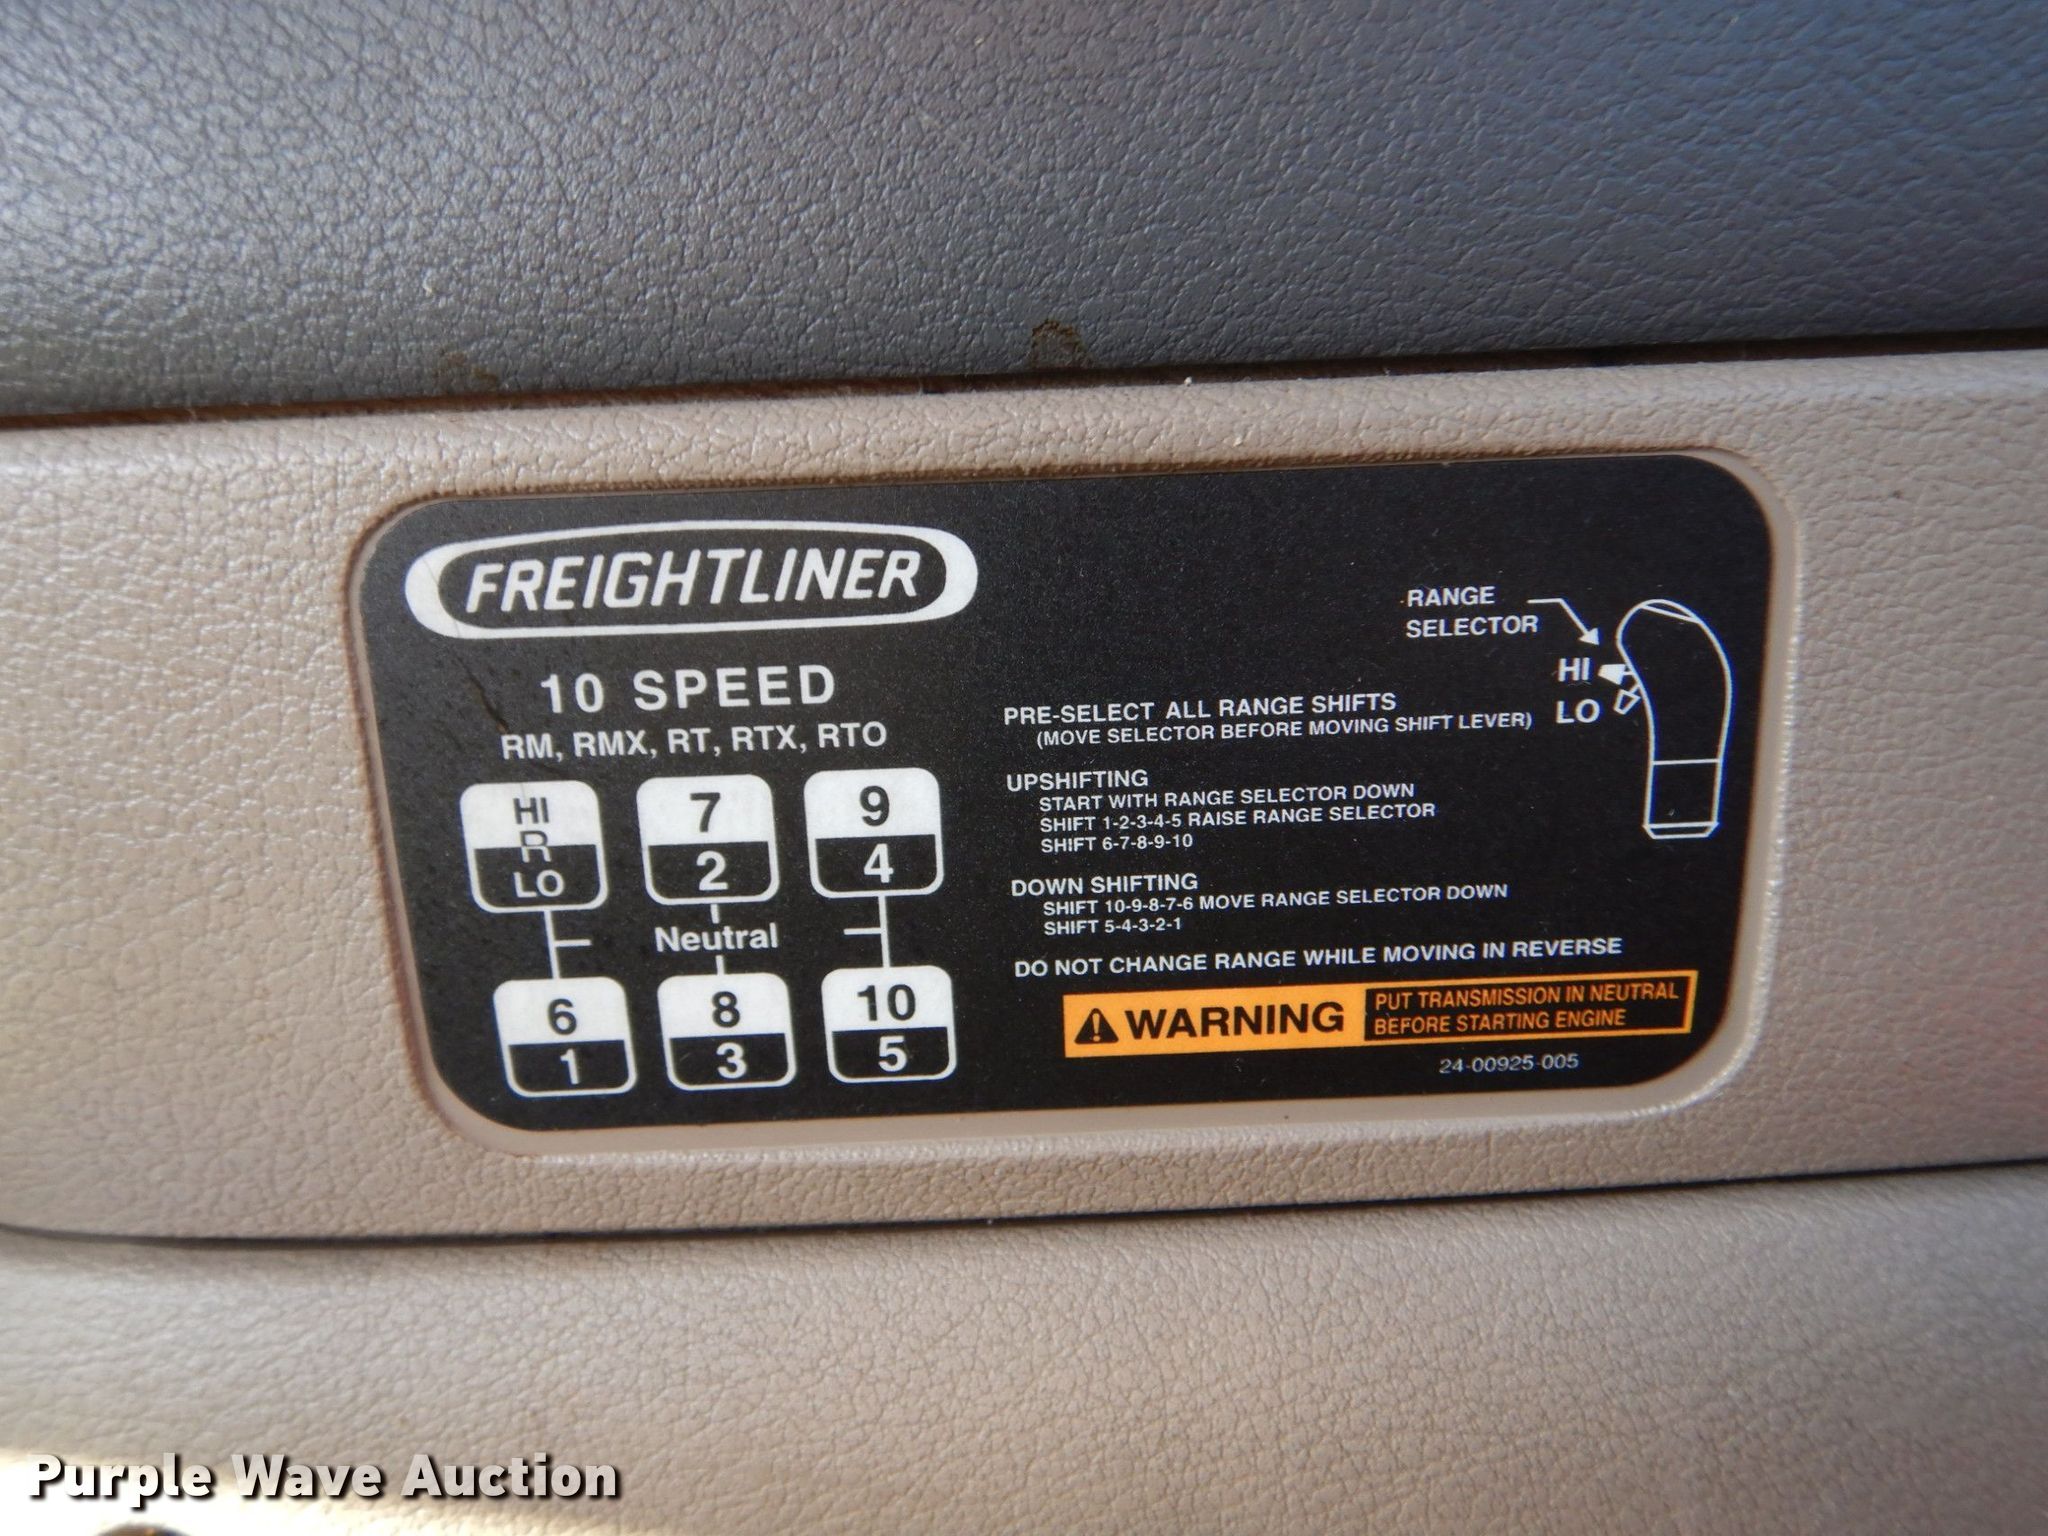 FREIGHTLINER
10 SPEED
RM, RMX, RT, RTX, RTO
HI
R
LO
7
2
9
4
Neutral
6
1
8
3
10
5
RANGE
SELECTOR
HI
LO
PRE-SELECT ALL RANGE SHIFTS
(MOVE SELECTOR BEFORE MOVING SHIFT LEVER)
UPSHIFTING
START WITH RANGE SELECTOR DOWN
SHIFT 1-2-3-4-5 RAISE RANGE SELECTOR
SHIFT 6-7-8-9-10
DOWN SHIFTING
SHIFT 10-9-8-7-6 MOVE RANGE SELECTOR DOWN
SHIFT 5-4-3-2-1
DO NOT CHANGE RANGE WHILE MOVING IN REVERSE
WARNING
PUT TRANSMISSION IN NEUTRAL
BEFORE STARTING ENGINE
24-00925-005
Purple Wave Auction